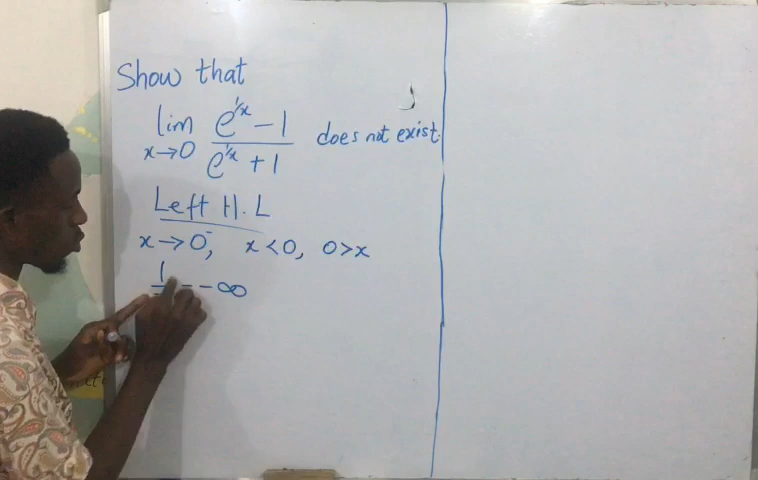 Show that
lim x→0 (e^{1/x} - 1)/(e^{1/x} + 1) does not exist.
Left H.L
x→0⁻, x<0, 0>x
1 -∞